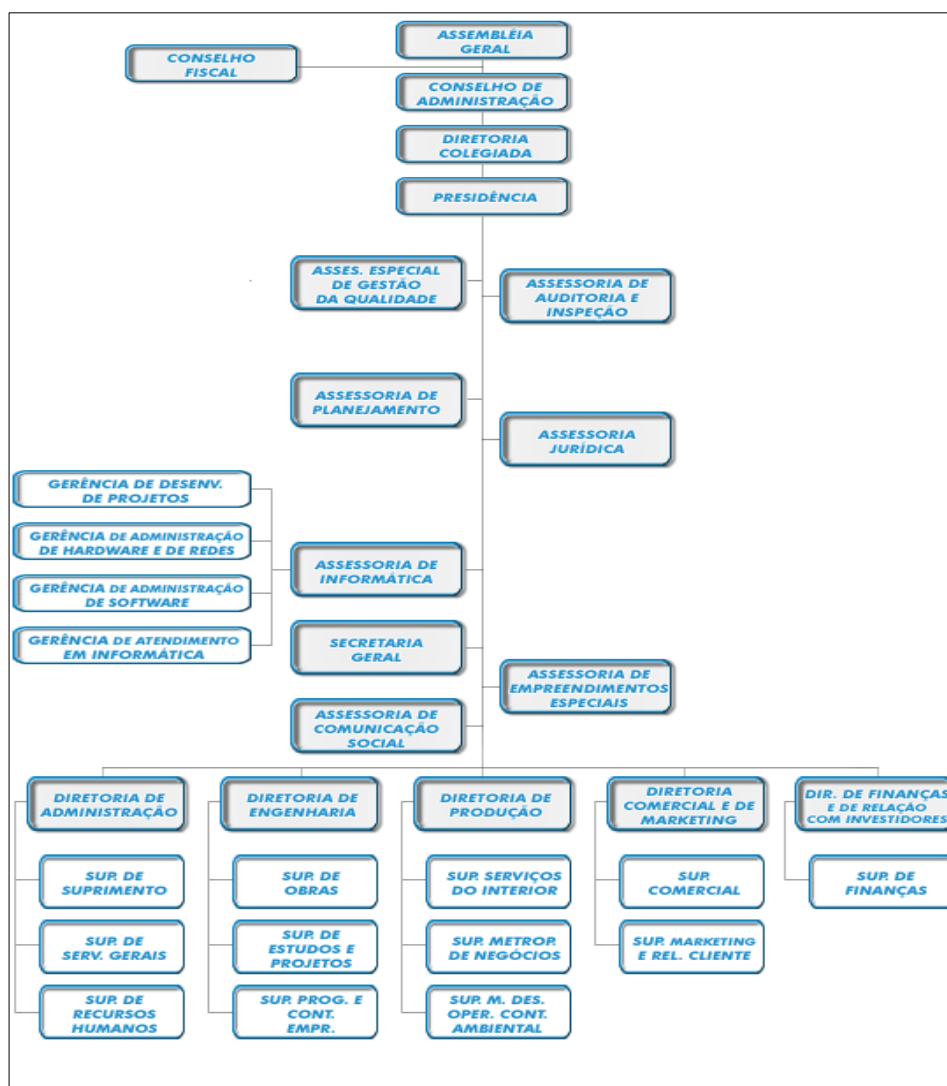 ASSEMBLÉIA
GERAL
CONSELHO
FISCAL
CONSELHO DE
ADMINISTRAÇÃO
DIRETORIA
COLEGIADA
PRESIDÊNCIA
ASSES. ESPECIAL
DE GESTÃO
DA QUALIDADE
ASSESSORIA DE
AUDITORIA E
INSPEÇÃO
ASSESSORIA DE
PLANEJAMENTO
ASSESSORIA
JURÍDICA
GERÊNCIA DE DESENV.
DE PROJETOS
GERÊNCIA DE ADMINISTRAÇÃO
DE HARDWARE E DE REDES
GERÊNCIA DE ADMINISTRAÇÃO
DE SOFTWARE
GERÊNCIA DE ATENDIMENTO
EM INFORMÁTICA
ASSESSORIA DE
INFORMÁTICA
SECRETARIA
GERAL
ASSESSORIA DE
EMPREENDIMENTOS
ESPECIAIS
ASSESSORIA DE
COMUNICAÇÃO
SOCIAL
DIRETORIA DE
ADMINISTRAÇÃO
SUP. DE
SUPRIMENTO
SUP. DE
SERV. GERAIS
SUP. DE
RECURSOS
HUMANOS
DIRETORIA DE
ENGENHARIA
SUP. DE
OBRAS
SUP. DE
ESTUDOS E
PROJETOS
SUP. PROG. E
CONT.
EMPR.
DIRETORIA DE
PRODUÇÃO
SUP. SERVIÇOS
DO INTERIOR
SUP. METROP.
DE NEGÓCIOS
SUP. M. DES.
OPER. CONT.
AMBIENTAL
DIRETORIA
COMERCIAL E DE
MARKETING
SUP.
COMERCIAL
SUP. MARKETING
E REL. CLIENTE
DIR. DE FINANÇAS
E DE RELAÇÃO
COM INVESTIDORES
SUP. DE
FINANÇAS